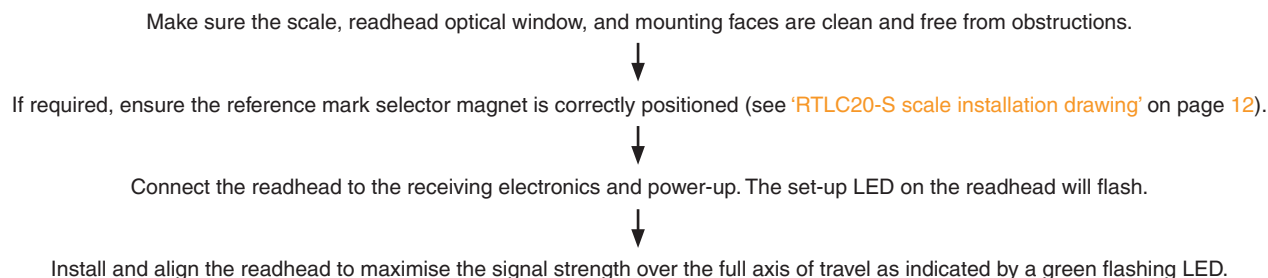 Make sure the scale, readhead optical window, and mounting faces are clean and free from obstructions.
If required, ensure the reference mark selector magnet is correctly positioned (see ‘RTLC20-S scale installation drawing’ on page 12).
Connect the readhead to the receiving electronics and power-up. The set-up LED on the readhead will flash.
Install and align the readhead to maximise the signal strength over the full axis of travel as indicated by a green flashing LED.